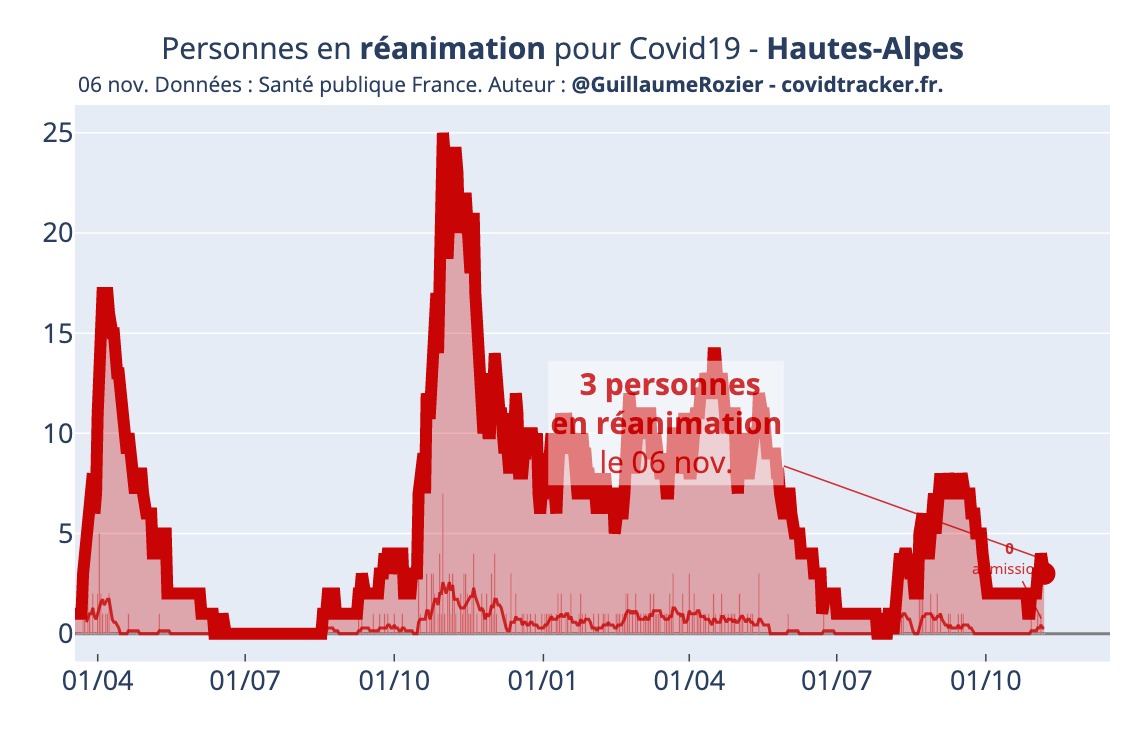 Personnes en réanimation pour Covid19 - Hautes-Alpes
06 nov. Données : Santé publique France. Auteur : @GuillaumeRozier - covidtracker.fr.
25
20
15
10
5
0
3 personnes
en réanimation
le 06 nov.
0
01/04
01/07
01/10
01/01
01/04
01/07
01/10